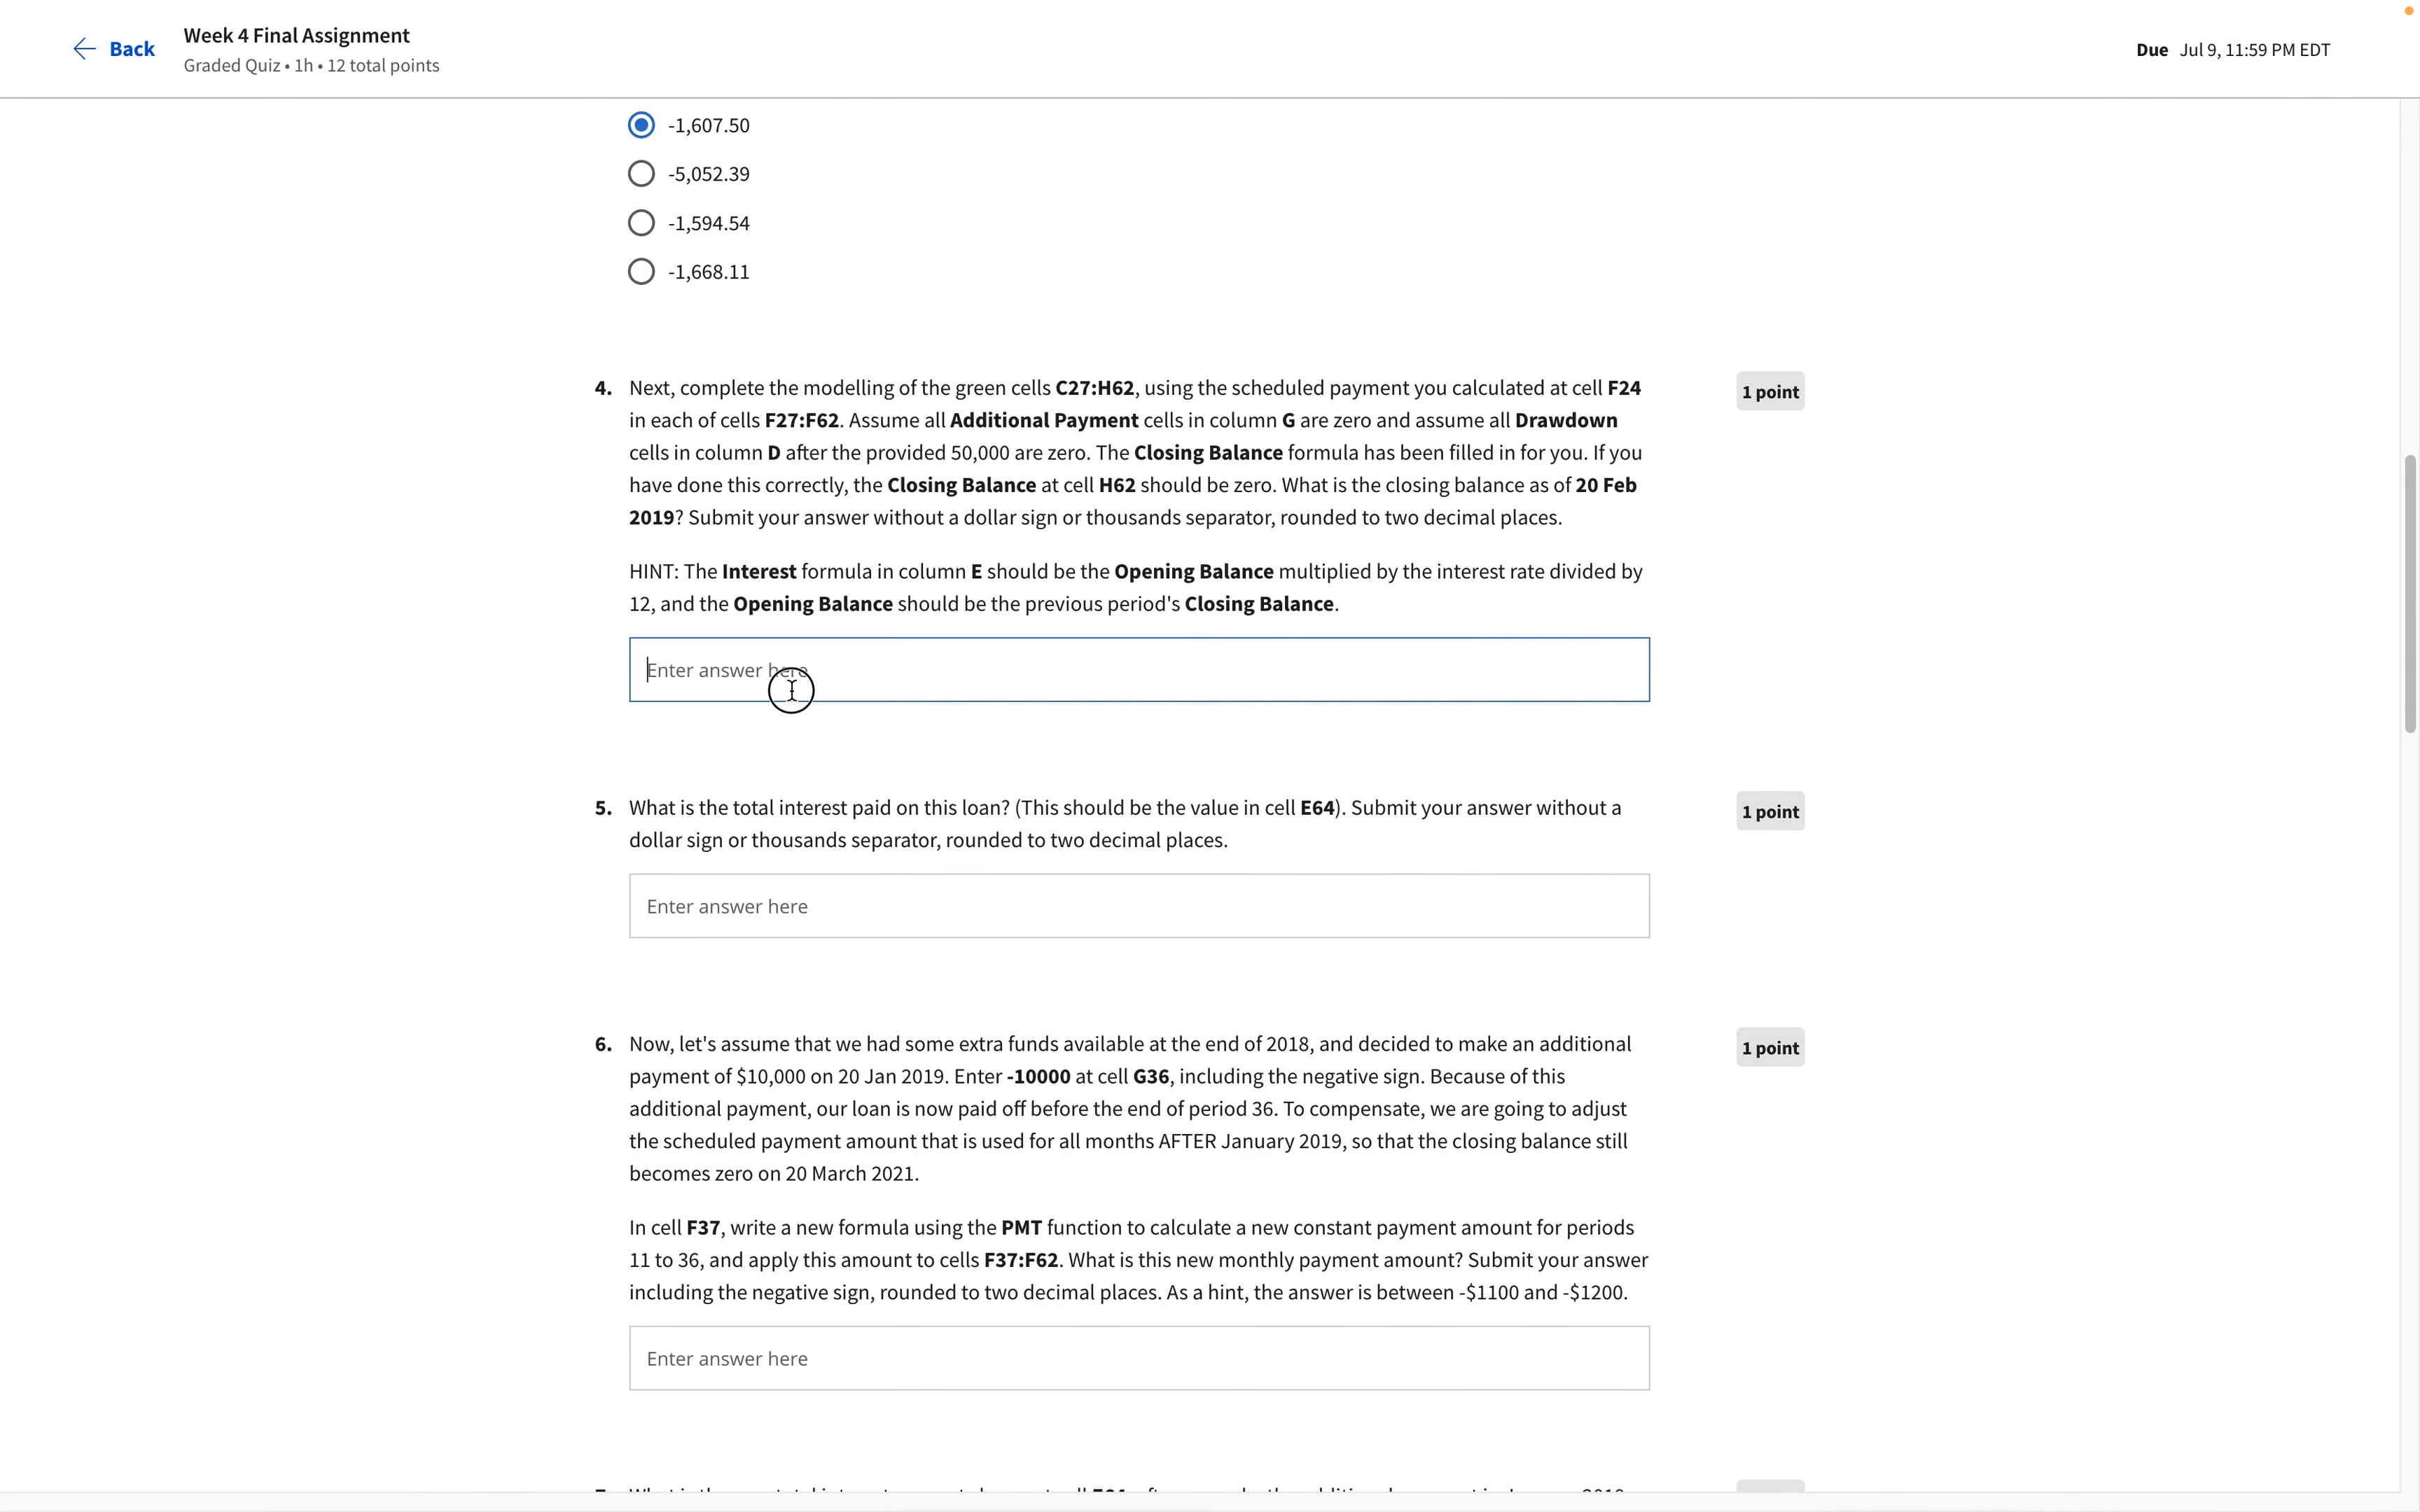 Back
Week 4 Final Assignment
Graded Quiz • 1h • 12 total points
Due Jul 9, 11:59 PM EDT
-1,607.50
-5,052.39
-1,594.54
-1,668.11
4. Next, complete the modelling of the green cells C27:H62, using the scheduled payment you calculated at cell F24
1 point
in each of cells F27:F62. Assume all Additional Payment cells in column G are zero and assume all Drawdown
cells in column D after the provided 50,000 are zero. The Closing Balance formula has been filled in for you. If you
have done this correctly, the Closing Balance at cell H62 should be zero. What is the closing balance as of 20 Feb
2019? Submit your answer without a dollar sign or thousands separator, rounded to two decimal places.
HINT: The Interest formula in column E should be the Opening Balance multiplied by the interest rate divided by
12, and the Opening Balance should be the previous period's Closing Balance.
Enter answer here
5. What is the total interest paid on this loan? (This should be the value in cell E64). Submit your answer without a
1 point
dollar sign or thousands separator, rounded to two decimal places.
Enter answer here
6. Now, let's assume that we had some extra funds available at the end of 2018, and decided to make an additional
1 point
payment of $10,000 on 20 Jan 2019. Enter -10000 at cell G36, including the negative sign. Because of this
additional payment, our loan is now paid off before the end of period 36. To compensate, we are going to adjust
the scheduled payment amount that is used for all months AFTER January 2019, so that the closing balance still
becomes zero on 20 March 2021.
In cell F37, write a new formula using the PMT function to calculate a new constant payment amount for periods
11 to 36, and apply this amount to cells F37:F62. What is this new monthly payment amount? Submit your answer
including the negative sign, rounded to two decimal places. As a hint, the answer is between -$1100 and -$1200.
Enter answer here